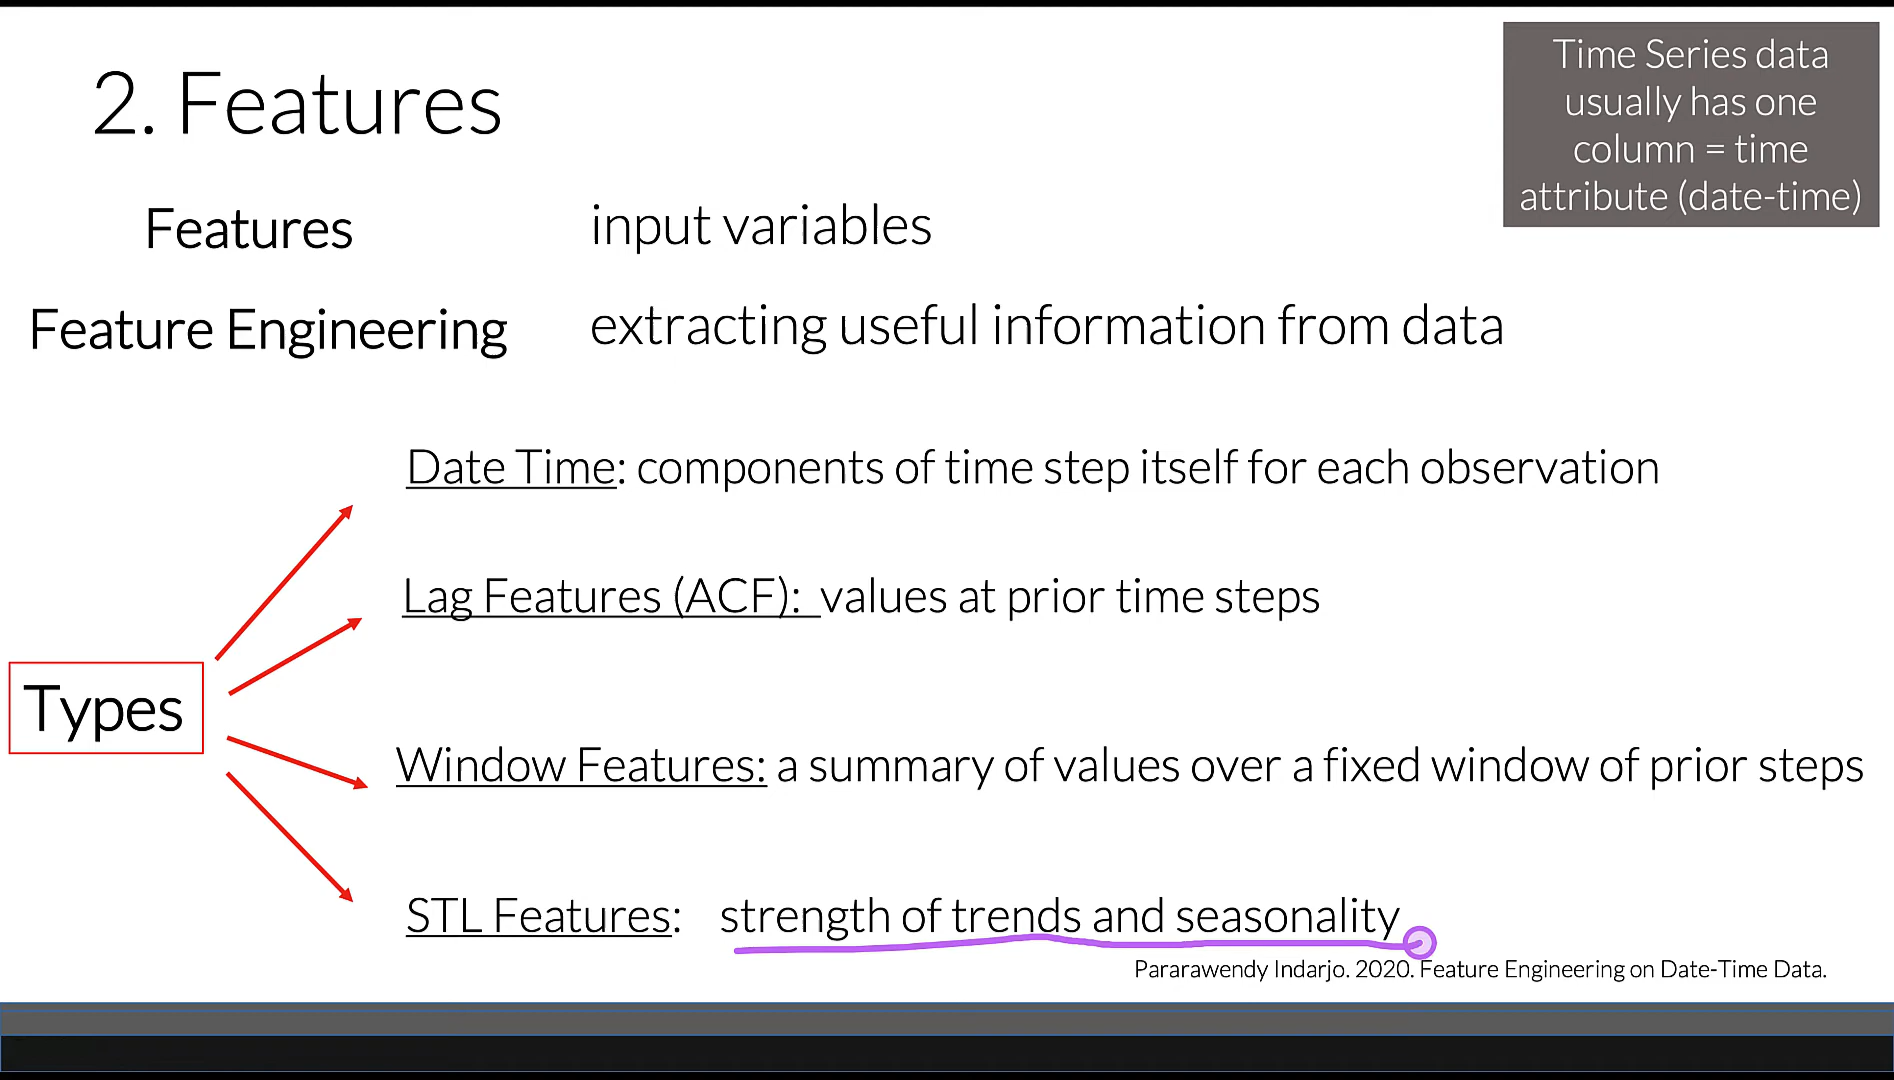 2. Features
Time Series data
usually has one
column = time
attribute (date-time)
Features input variables
Feature Engineering extracting useful information from data
Date Time: components of time step itself for each observation
Lag Features (ACF): values at prior time steps
Types
Window Features: a summary of values over a fixed window of prior steps
STL Features: strength of trends and seasonality
Pararawendy Indarjo. 2020. Feature Engineering on Date-Time Data.